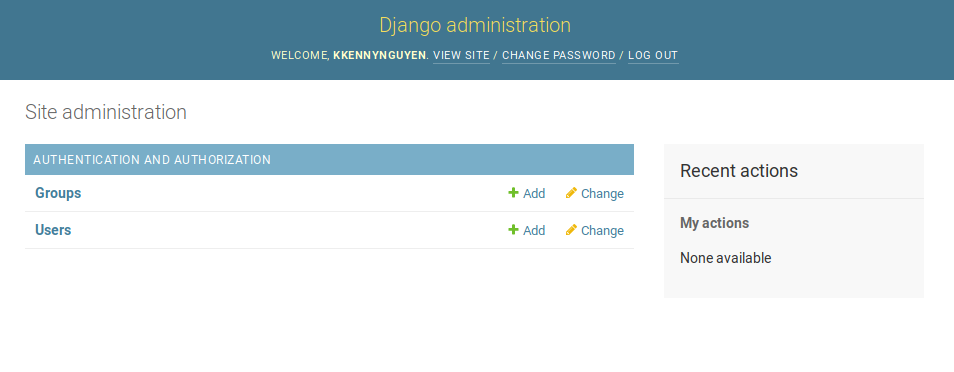 Django administration
WELCOME, KKENNYNGUYEN. VIEW SITE / CHANGE PASSWORD / LOG OUT
Site administration
AUTHENTICATION AND AUTHORIZATION
Groups Add Change
Users Add Change
Recent actions
My actions
None available